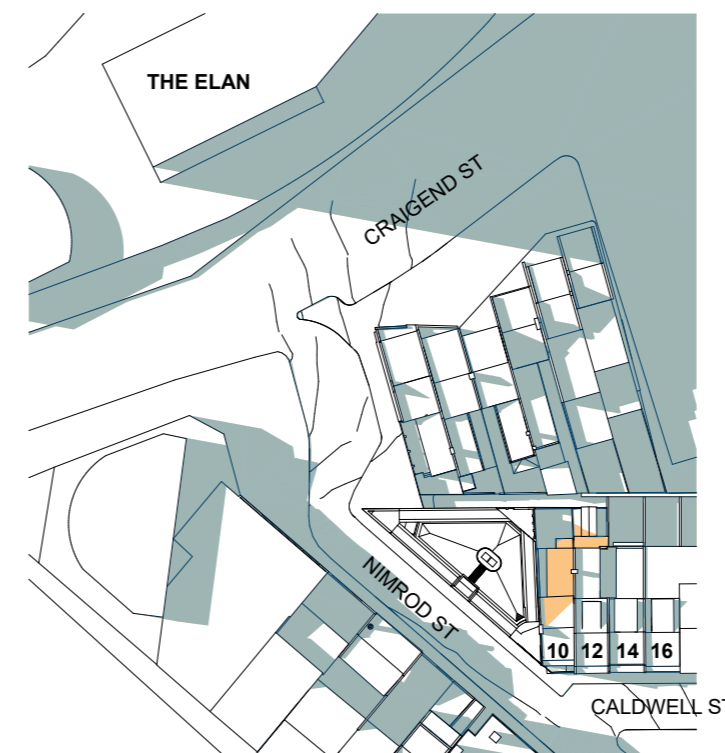 THE ELAN
CRAIGEND ST
NIMROD ST
10 12 14 16
CALDWELL ST